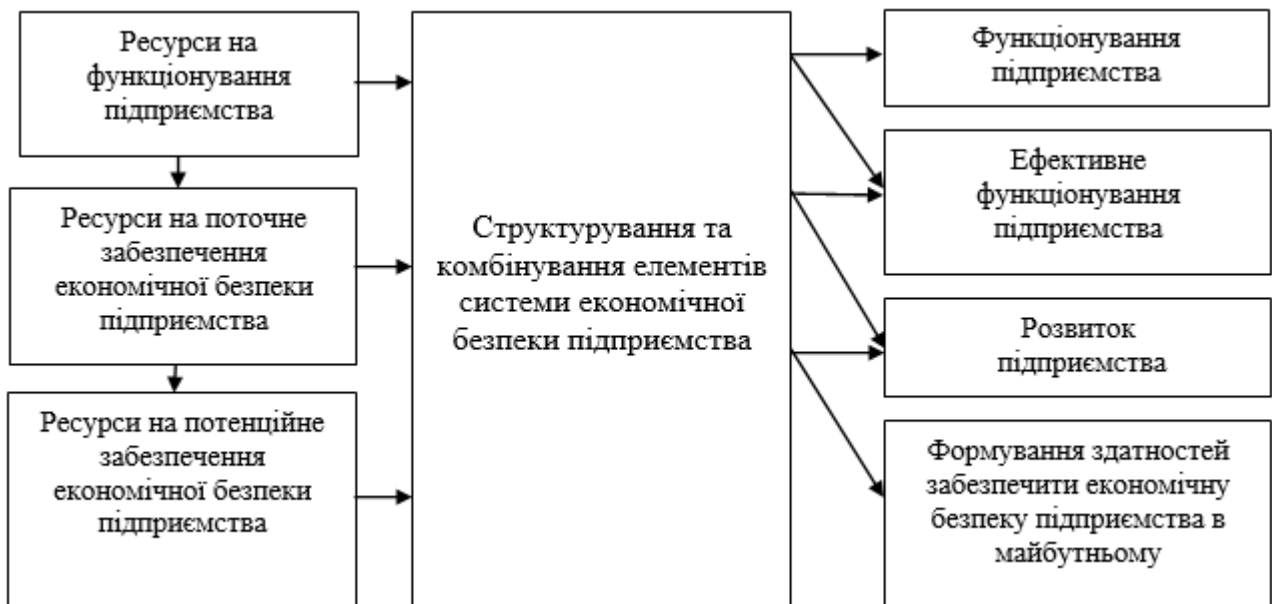 Ресурси на
функціонування
підприємства
Ресурси на поточне
забезпечення
економічної безпеки
підприємства
Ресурси на потенційне
забезпечення
економічної безпеки
підприємства
Структурування та
комбінування елементів
системи економічної
безпеки підприємства
Функціонування
підприємства
Ефективне
функціонування
підприємства
Розвиток
підприємства
Формування здатностей
забезпечити економічну
безпеку підприємства в
майбутньому